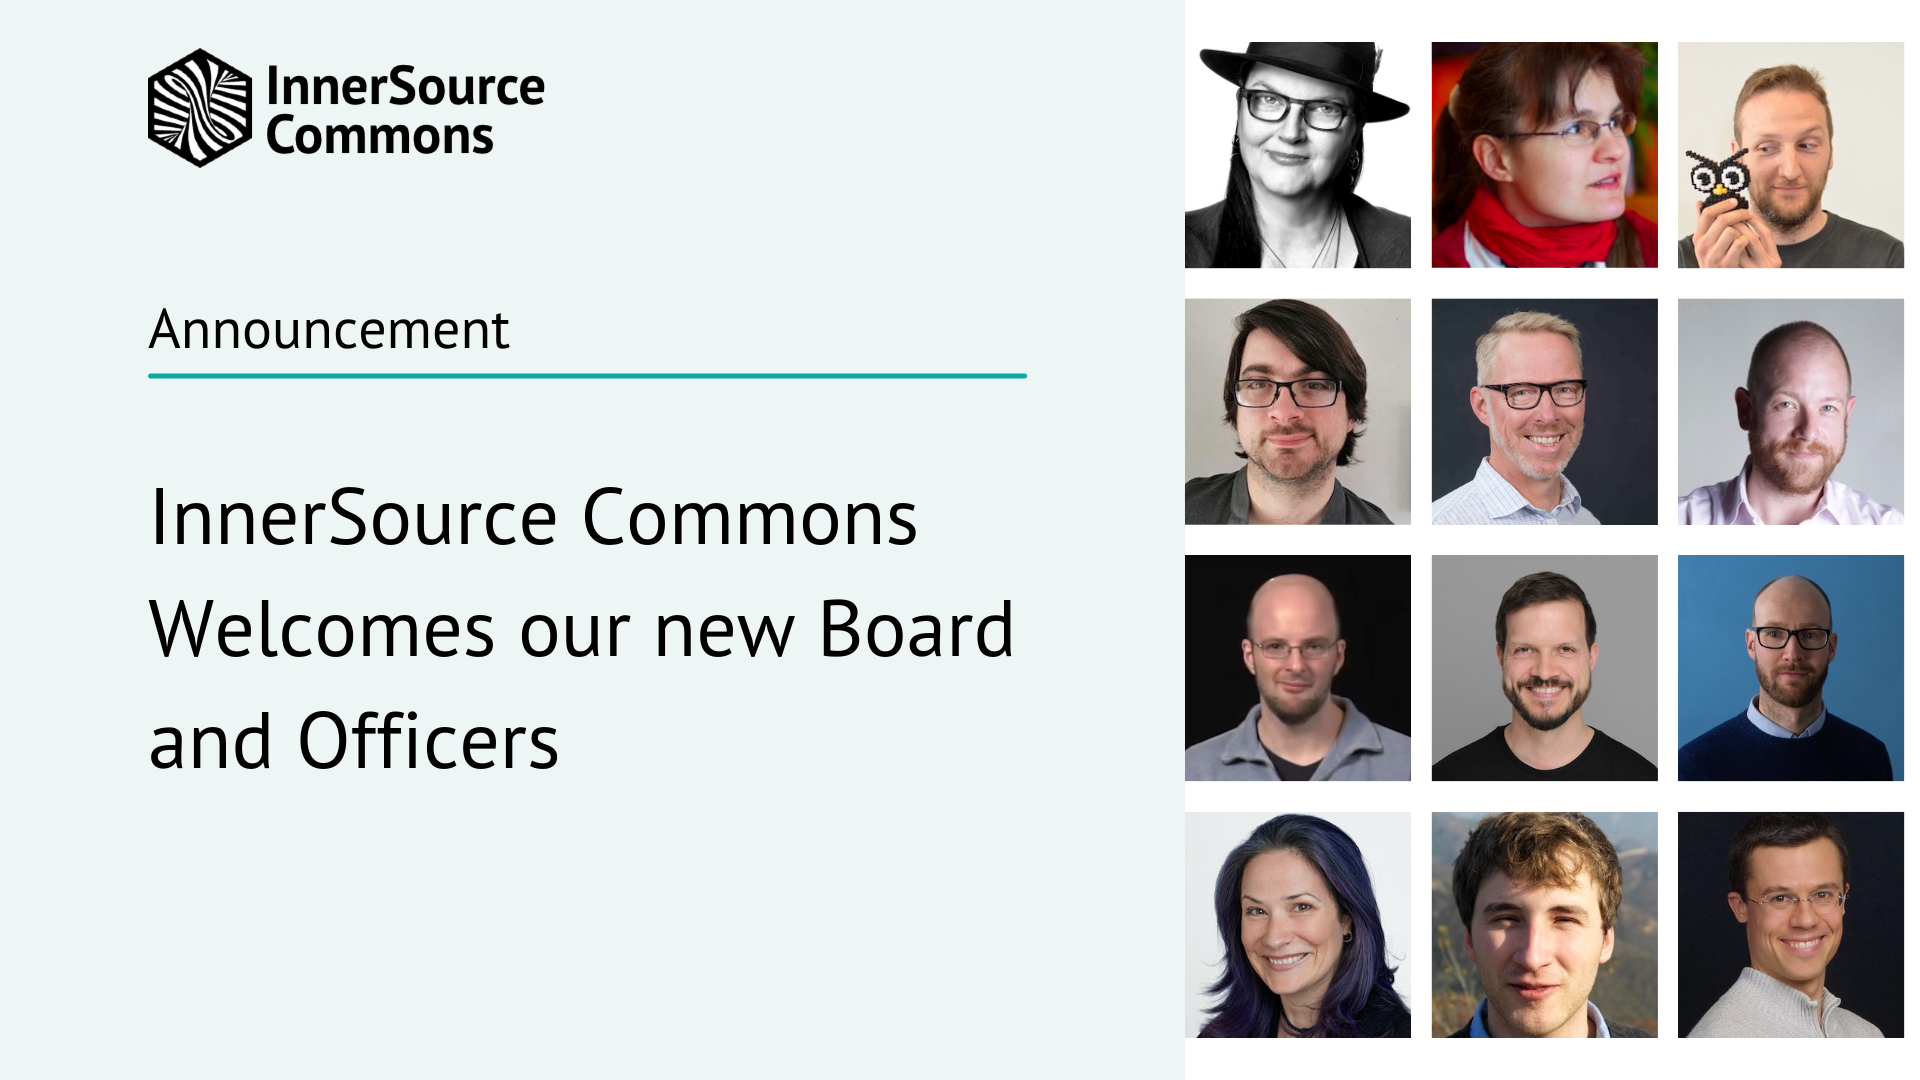 InnerSource
Commons
Announcement
InnerSource Commons
Welcomes our new Board
and Officers